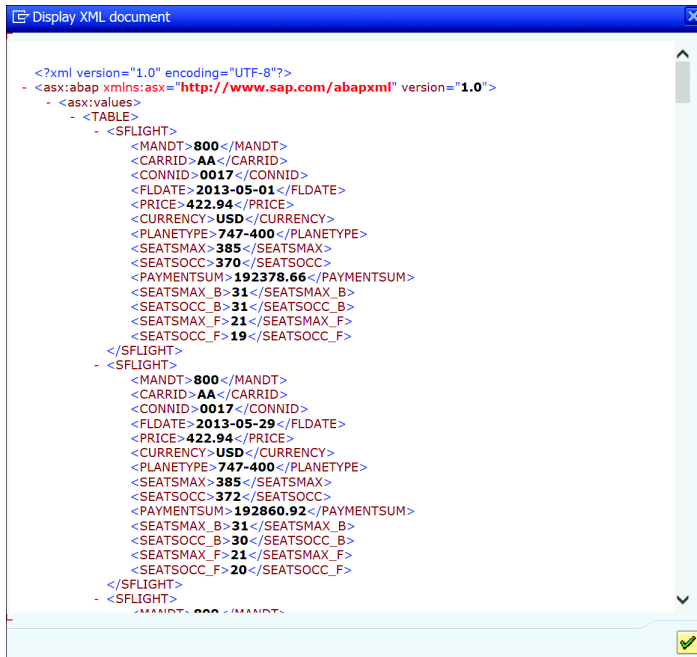 Display XML document
<?xml version="1.0" encoding="UTF-8"?>
- <asx:abap xmlns:asx="http://www.sap.com/abapxml" version="1.0">
- <asx:values>
- <TABLE>
- <SFLIGHT>
<MANDT>800</MANDT>
<CARRID>AA</CARRID>
<CONNID>0017</CONNID>
<FLDATE>2013-05-01</FLDATE>
<PRICE>422.94</PRICE>
<CURRENCY>USD</CURRENCY>
<PLANETYPE>747-400</PLANETYPE>
<SEATSMAX>385</SEATSMAX>
<SEATSOCC>370</SEATSOCC>
<PAYMENTSUM>192378.66</PAYMENTSUM>
<SEATSMAX_B>31</SEATSMAX_B>
<SEATSOCC_B>31</SEATSOCC_B>
<SEATSMAX_F>21</SEATSMAX_F>
<SEATSOCC_F>19</SEATSOCC_F>
</SFLIGHT>
- <SFLIGHT>
<MANDT>800</MANDT>
<CARRID>AA</CARRID>
<CONNID>0017</CONNID>
<FLDATE>2013-05-29</FLDATE>
<PRICE>422.94</PRICE>
<CURRENCY>USD</CURRENCY>
<PLANETYPE>747-400</PLANETYPE>
<SEATSMAX>385</SEATSMAX>
<SEATSOCC>372</SEATSOCC>
<PAYMENTSUM>192860.92</PAYMENTSUM>
<SEATSMAX_B>31</SEATSMAX_B>
<SEATSOCC_B>30</SEATSOCC_B>
<SEATSMAX_F>21</SEATSMAX_F>
<SEATSOCC_F>20</SEATSOCC_F>
</SFLIGHT>
- <SFLIGHT>
<MANDT>800</MANDT>